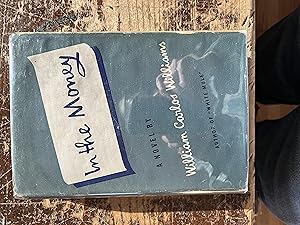 In the Money
A NOVEL BY
William Carlos Williams
AUTHOR OF "WHITE MULE"